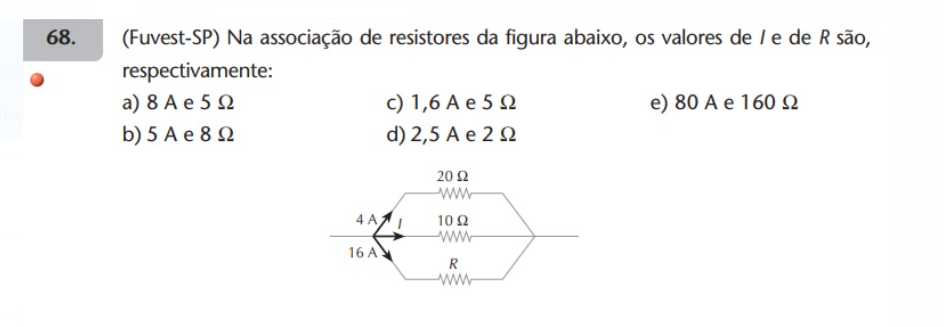 68. (Fuvest-SP) Na associação de resistores da figura abaixo, os valores de I e de R são,
respectivamente:
a) 8 A e 5 Ω c) 1,6 A e 5 Ω e) 80 A e 160 Ω
b) 5 A e 8 Ω d) 2,5 A e 2 Ω
20 Ω
4 A I 10 Ω
16 A
R